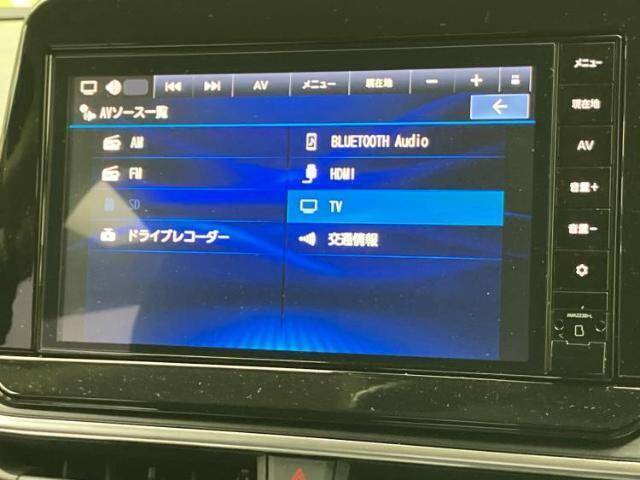 AV メニュー 現在地 − +
AVソース一覧
AM
FM
SD
ドライブレコーダー
BLUETOOTH Audio
HDMI
TV
交通情報
メニュー
現在地
AV
音量+
音量−